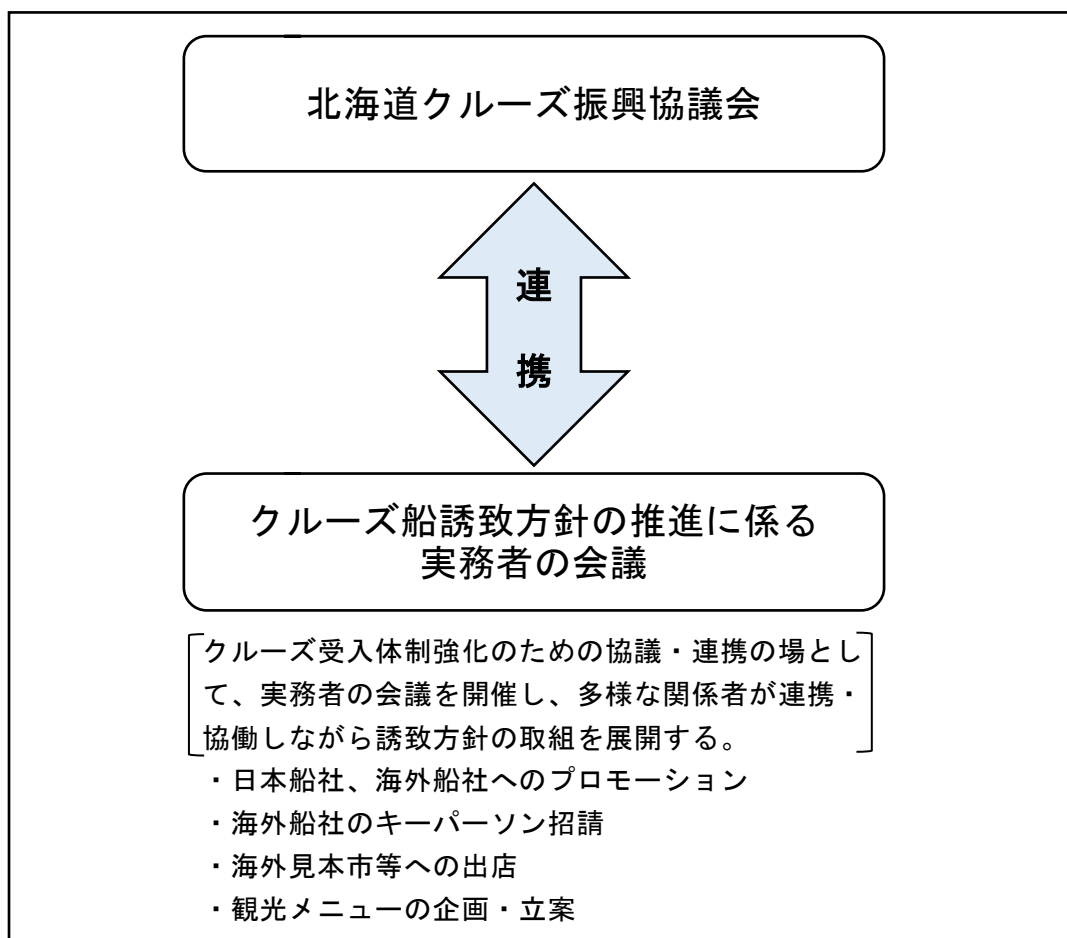 北海道クルーズ振興協議会
連
携
クルーズ船誘致方針の推進に係る
実務者の会議
クルーズ受入体制強化のための協議・連携の場とし
て、実務者の会議を開催し、多様な関係者が連携・
協働しながら誘致方針の取組を展開する。
・日本船社、海外船社へのプロモーション
・海外船社のキーパーソン招請
・海外見本市等への出店
・観光メニューの企画・立案